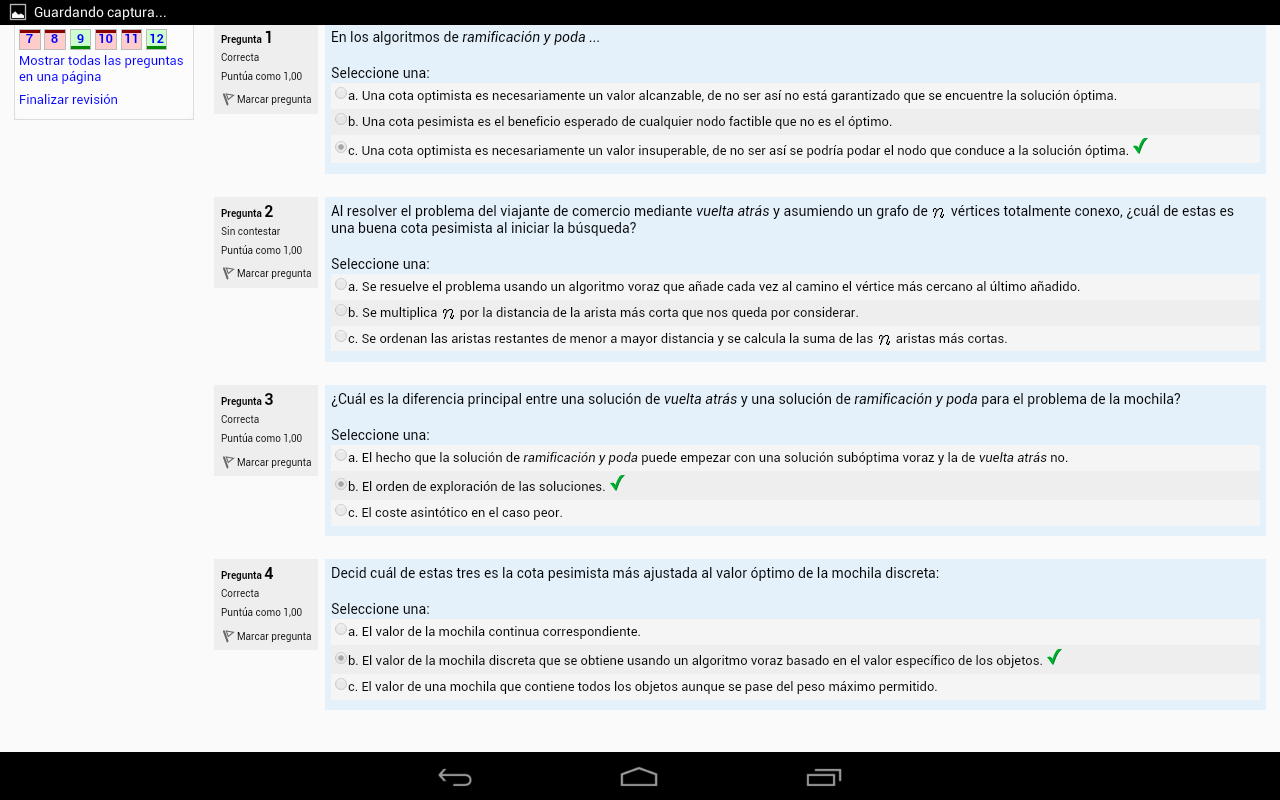 Guardando captura...
7 8 9 10 11 12
Mostrar todas las preguntas
en una página
Finalizar revisión
Pregunta 1
Correcta
Puntúa como 1,00
Marcar pregunta
En los algoritmos de ramificación y poda ...
Seleccione una:
a. Una cota optimista es necesariamente un valor alcanzable, de no ser así no está garantizado que se encuentre la solución óptima.
b. Una cota pesimista es el beneficio esperado de cualquier nodo factible que no es el óptimo.
c. Una cota optimista es necesariamente un valor insuperable, de no ser así se podría podar el nodo que conduce a la solución óptima.
Pregunta 2
Sin contestar
Puntúa como 1,00
Marcar pregunta
Al resolver el problema del viajante de comercio mediante vuelta atrás y asumiendo un grafo de n vértices totalmente conexo, ¿cuál de estas es
una buena cota pesimista al iniciar la búsqueda?
Seleccione una:
a. Se resuelve el problema usando un algoritmo voraz que añade cada vez al camino el vértice más cercano al último añadido.
b. Se multiplica n por la distancia de la arista más corta que nos queda por considerar.
c. Se ordenan las aristas restantes de menor a mayor distancia y se calcula la suma de las n aristas más cortas.
Pregunta 3
Correcta
Puntúa como 1,00
Marcar pregunta
¿Cuál es la diferencia principal entre una solución de vuelta atrás y una solución de ramificación y poda para el problema de la mochila?
Seleccione una:
a. El hecho que la solución de ramificación y poda puede empezar con una solución subóptima voraz y la de vuelta atrás no.
b. El orden de exploración de las soluciones.
c. El coste asintótico en el caso peor.
Pregunta 4
Correcta
Puntúa como 1,00
Marcar pregunta
Decid cuál de estas tres es la cota pesimista más ajustada al valor óptimo de la mochila discreta:
Seleccione una:
a. El valor de la mochila continua correspondiente.
b. El valor de la mochila discreta que se obtiene usando un algoritmo voraz basado en el valor específico de los objetos.
c. El valor de una mochila que contiene todos los objetos aunque se pase del peso máximo permitido.